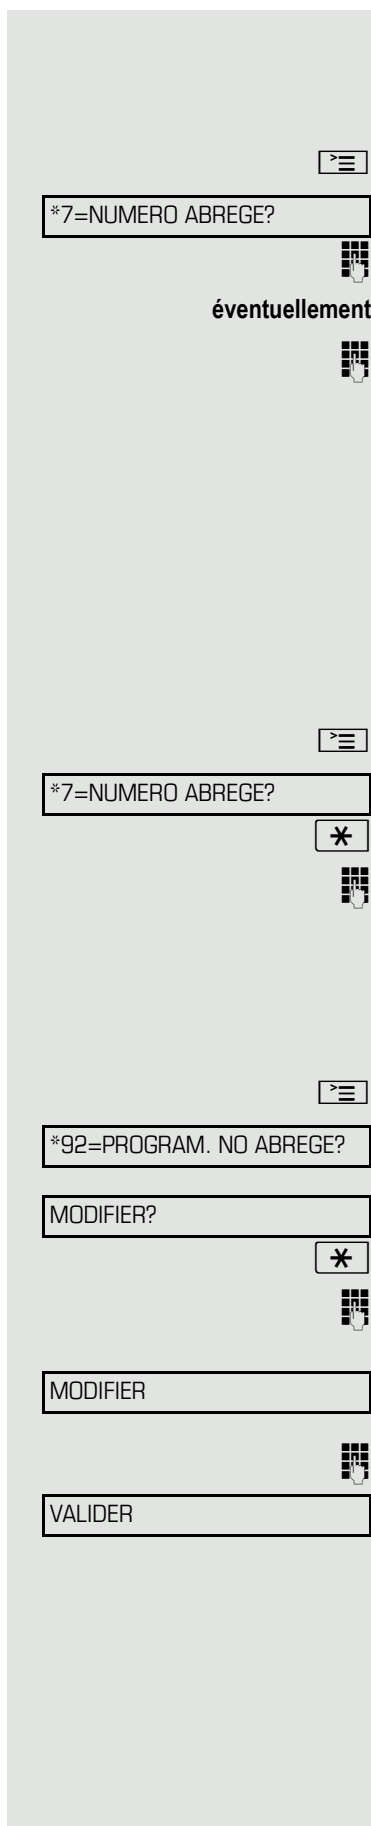 *7=NUMERO ABREGE?
éventuellement
*7=NUMERO ABREGE?
*92=PROGRAM. NO ABREGE?
MODIFIER?
MODIFIER
VALIDER